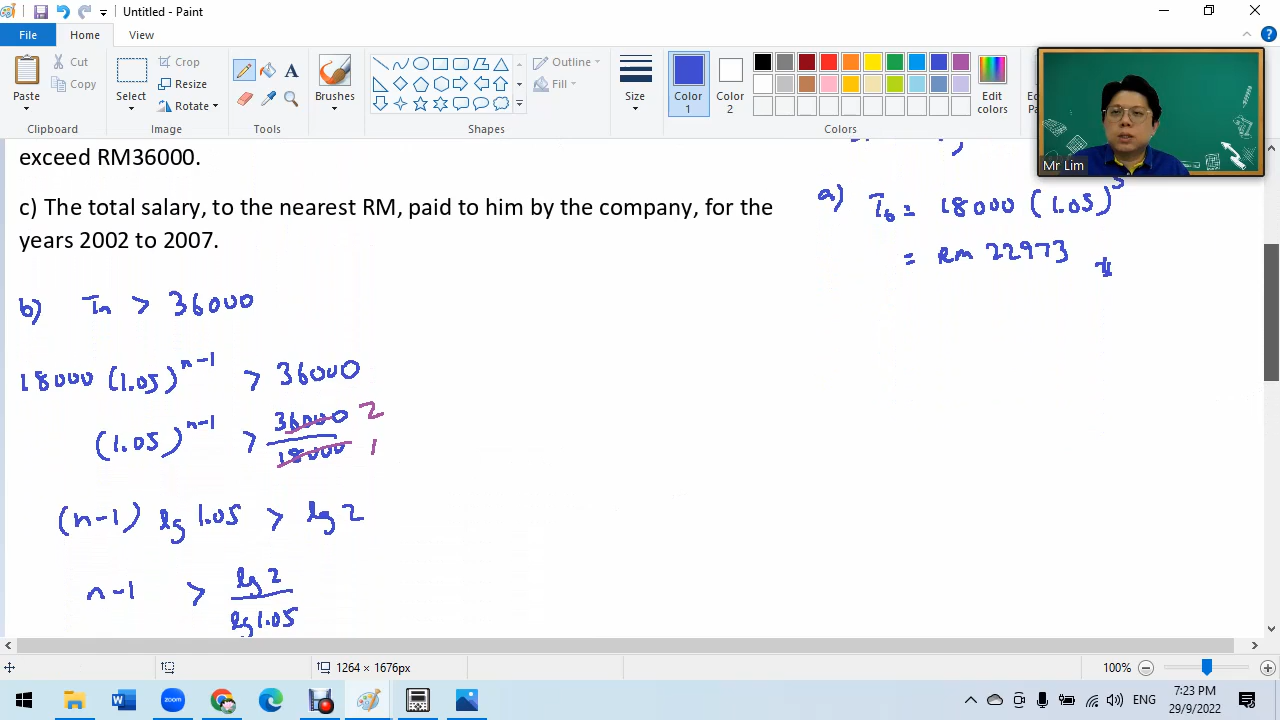 Untitled - Paint
File Home View
Paste Cut Copy
Clipboard
Select Crop Resize Rotate
Image
Tools
Brushes
Shapes
Outline
Fill
Size
Color 1
Color 2
Edit colors
Colors
Mr Lim
exceed RM36000.
c) The total salary, to the nearest RM, paid to him by the company, for the
years 2002 to 2007.
a) T₆ = 18000 (1.05)⁵
= RM 22973
b) Tn > 36000
18000 (1.05)ⁿ⁻¹ > 36000
(1.05)ⁿ⁻¹ > 36000 2
18000 1
(n-1) lg 1.05 > lg 2
n-1 > lg 2
lg 1.05
1264 × 1676px
100%
ENG
7:23 PM
29/9/2022